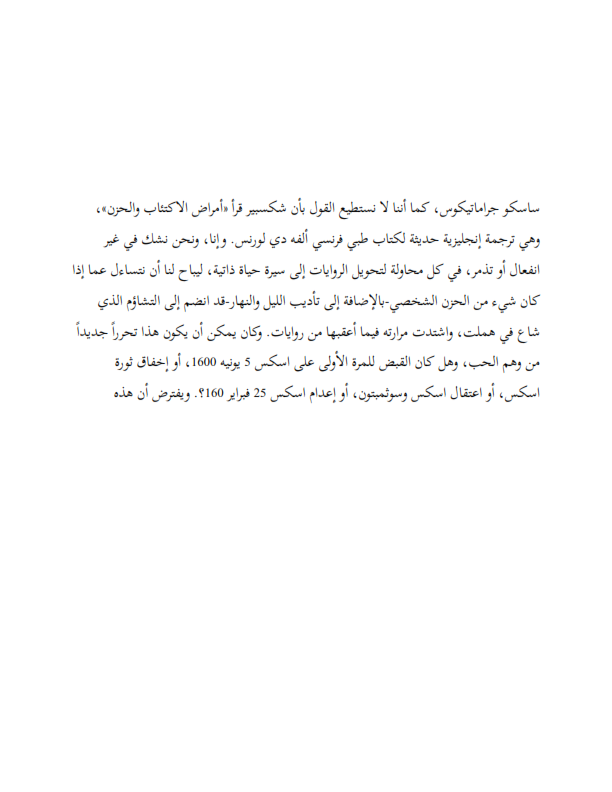 ساسكو جراماتيكوس، كما أننا لا نستطيع القول بأن شكسبير قرأ «أمراض الاكتئاب والحزن»،
وهي ترجمة إنجليزية حديثة لكتاب طبي فرنسي ألفه دي لورنس. وإنا، ونحن نشك في غير
انفعال أو تذمر، في كل محاولة لتحويل الروايات إلى سيرة حياة ذاتية، ليباح لنا أن نتساءل عما إذا
كان شيء من الحزن الشخصي-بالإضافة إلى تأديب الليل والنهار-قد انضم إلى التشاؤم الذي
شاع في هملت، واشتدت مرارته فيما أعقبها من روايات. وكان يمكن أن يكون هذا تحرراً جديداً
من وهم الحب، وهل كان القبض للمرة الأولى على اسكس 5 يونيه 1600، أو إخفاق ثورة
اسكس، أو اعتقال اسكس وسوثمبتون، أو إعدام اسكس 25 فبراير 160؟. ويفترض أن هذه